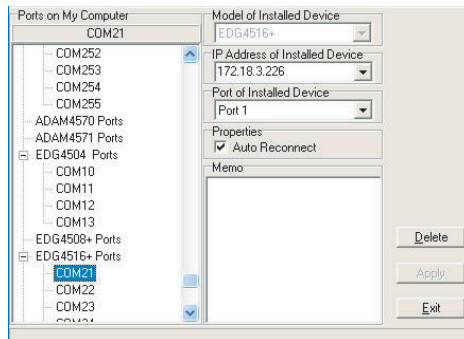 Ports on My Computer
COM21
COM252
COM253
COM254
COM255
ADAM4570 Ports
ADAM4571 Ports
EDG4504 Ports
COM10
COM11
COM12
COM13
EDG4508+ Ports
EDG4516+ Ports
COM21
COM22
COM23
Model of Installed Device
EDG4516+
IP Address of Installed Device
172.18.3.226
Port of Installed Device
Port 1
Properties
Auto Reconnect
Memo
Delete
Apply
Exit